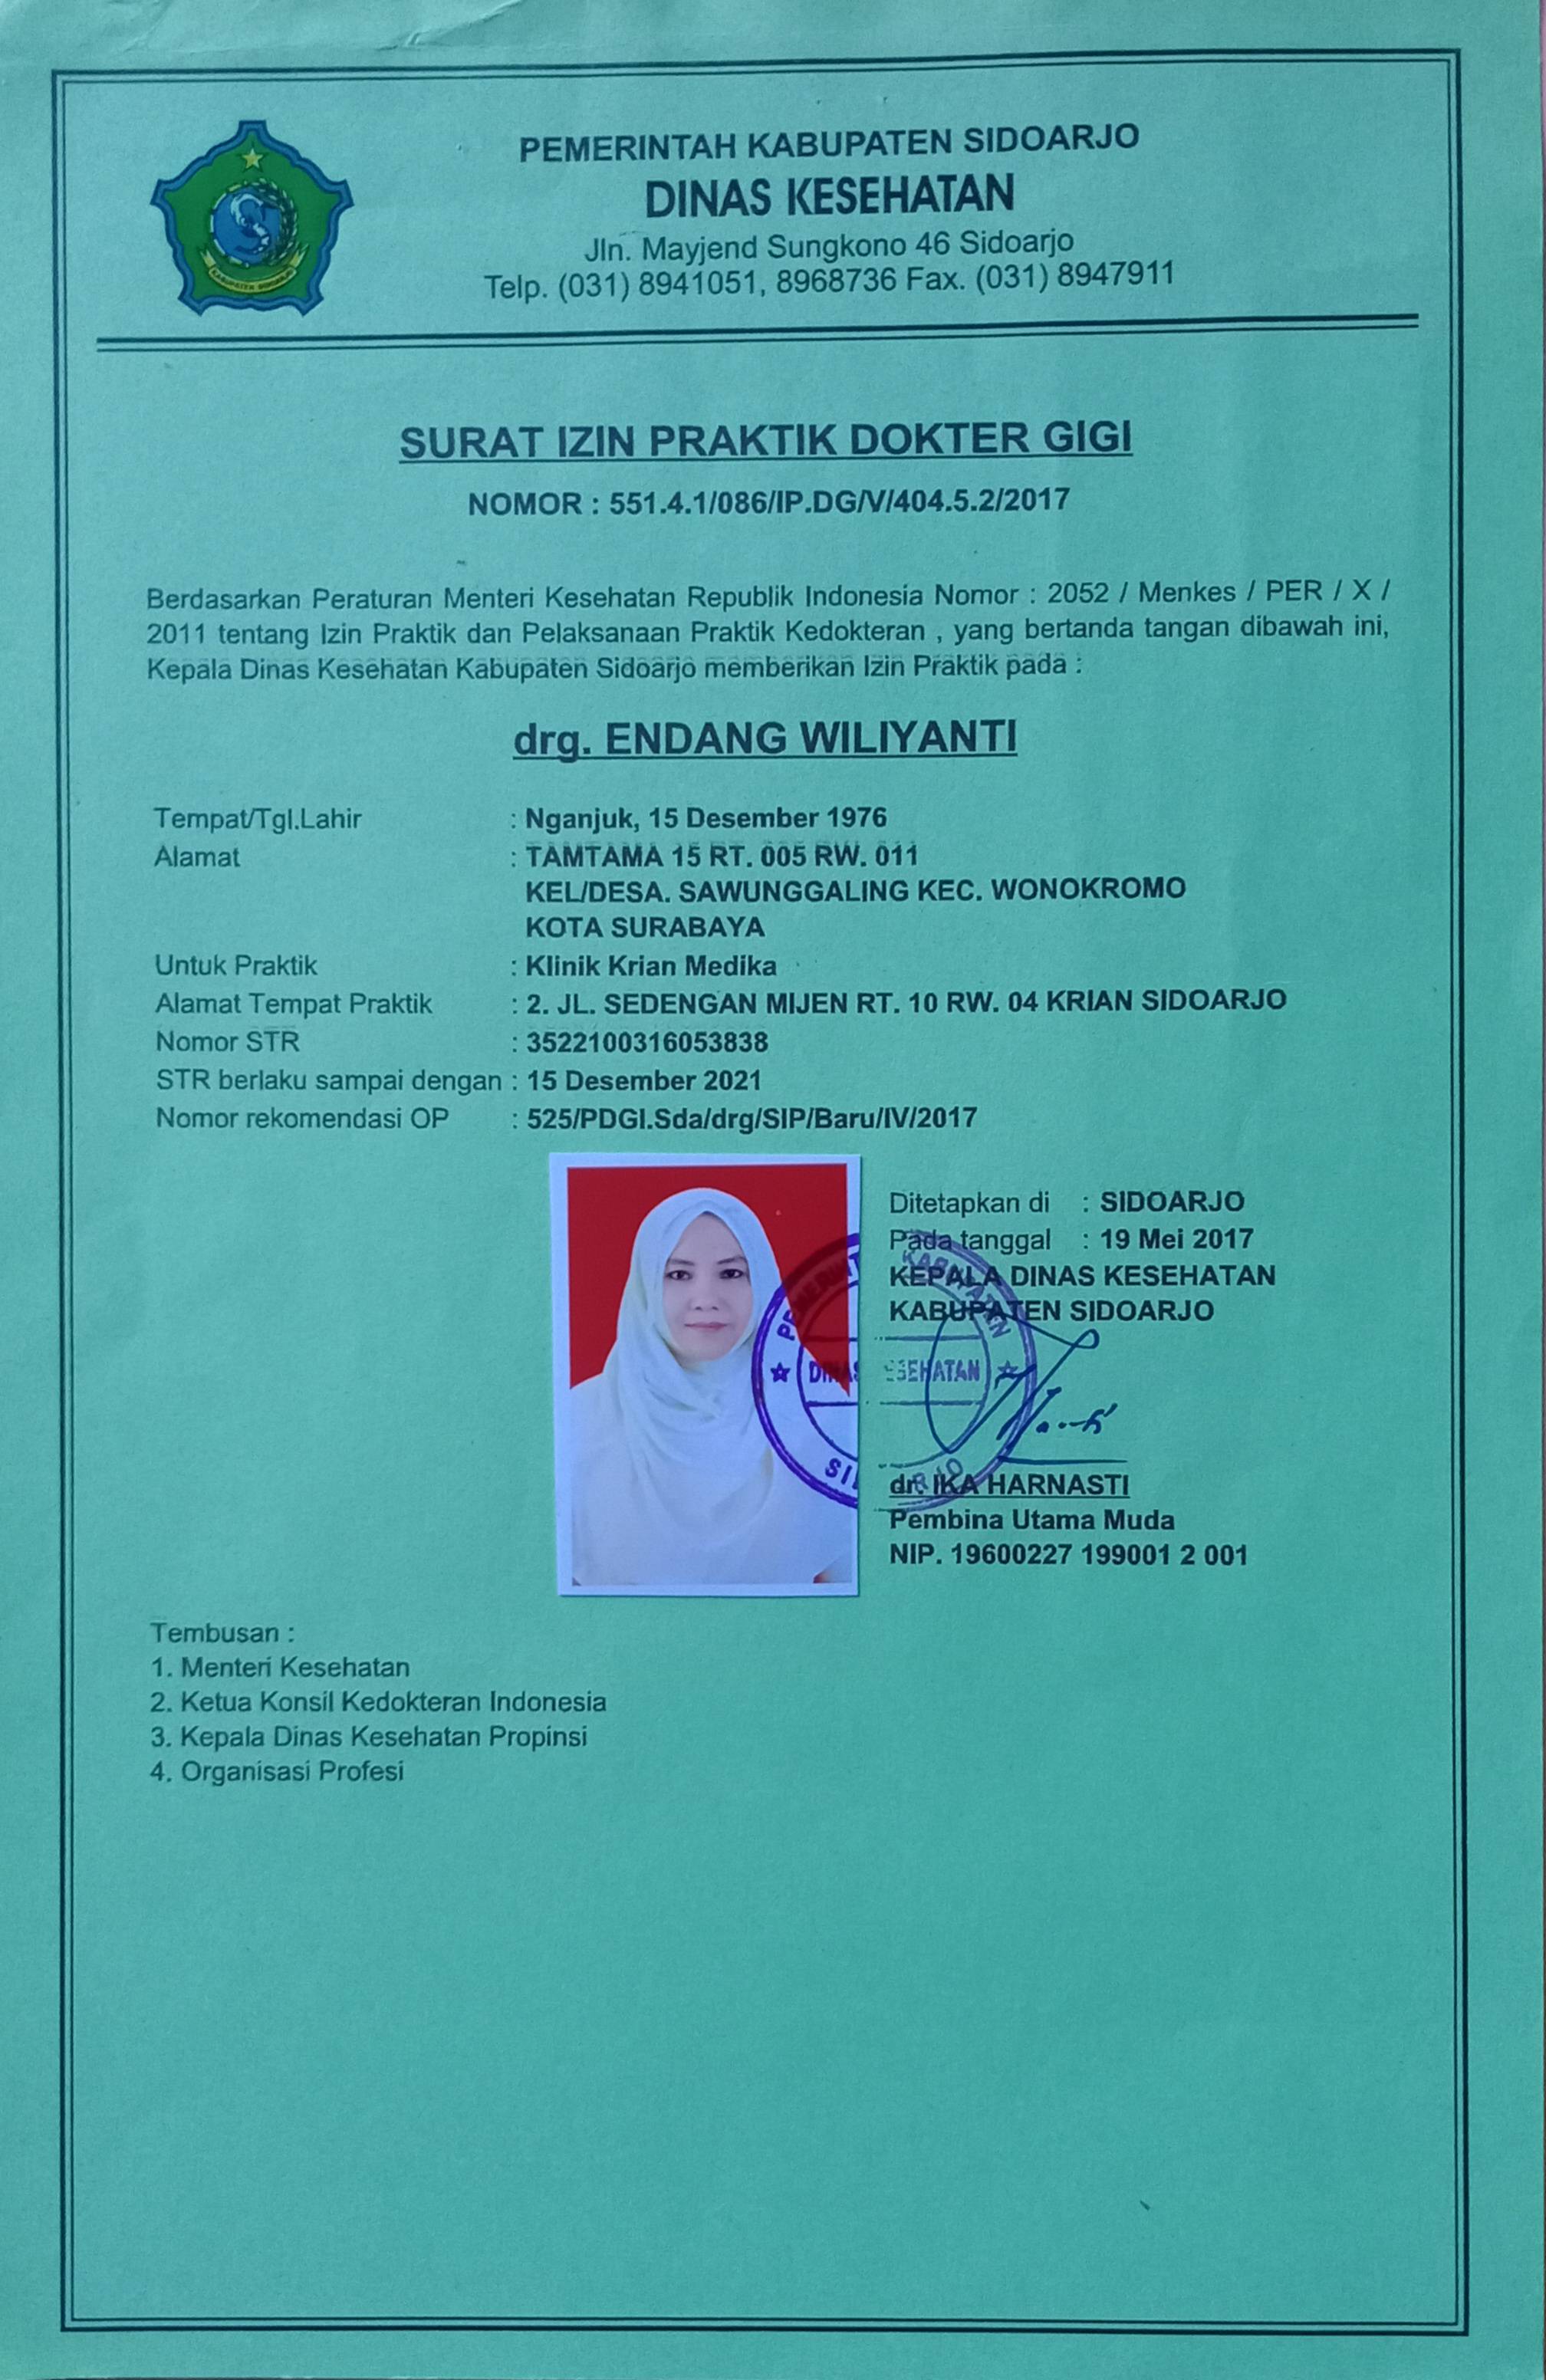 PEMERINTAH KABUPATEN SIDOARJO
DINAS KESEHATAN
Jln. Mayjend Sungkono 46 Sidoarjo
Telp. (031) 8941051, 8968736 Fax. (031) 8947911
KABUPATEN SIDOARJO
SURAT IZIN PRAKTIK DOKTER GIGI
NOMOR : 551.4.1/086/IP.DG/V/404.5.2/2017
Berdasarkan Peraturan Menteri Kesehatan Republik Indonesia Nomor : 2052 / Menkes / PER / X /
2011 tentang Izin Praktik dan Pelaksanaan Praktik Kedokteran , yang bertanda tangan dibawah ini,
Kepala Dinas Kesehatan Kabupaten Sidoarjo memberikan Izin Praktik pada :
drg. ENDANG WILIYANTI
Tempat/Tgl.Lahir : Nganjuk, 15 Desember 1976
Alamat : TAMTAMA 15 RT. 005 RW. 011
KEL/DESA. SAWUNGGALING KEC. WONOKROMO
KOTA SURABAYA
Untuk Praktik : Klinik Krian Medika
Alamat Tempat Praktik : 2. JL. SEDENGAN MIJEN RT. 10 RW. 04 KRIAN SIDOARJO
Nomor STR : 3522100316053838
STR berlaku sampai dengan : 15 Desember 2021
Nomor rekomendasi OP : 525/PDGI.Sda/drg/SIP/Baru/IV/2017
Ditetapkan di : SIDOARJO
Pada tanggal : 19 Mei 2017
KEPALA DINAS KESEHATAN
KABUPATEN SIDOARJO
dr. IKA HARNASTI
Pembina Utama Muda
NIP. 19600227 199001 2 001
Tembusan :
1. Menteri Kesehatan
2. Ketua Konsil Kedokteran Indonesia
3. Kepala Dinas Kesehatan Propinsi
4. Organisasi Profesi